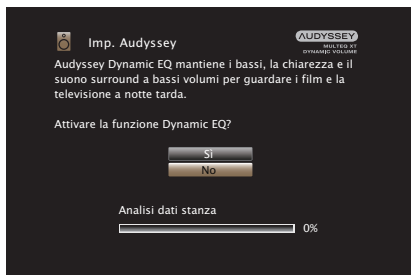 Imp. Audyssey
AUDYSSEY
MULTEQ XT
DYNAMIC VOLUME
Audyssey Dynamic EQ mantiene i bassi, la chiarezza e il
suono surround a bassi volumi per guardare i film e la
televisione a notte tarda.
Attivare la funzione Dynamic EQ?
Sì
No
Analisi dati stanza
0%